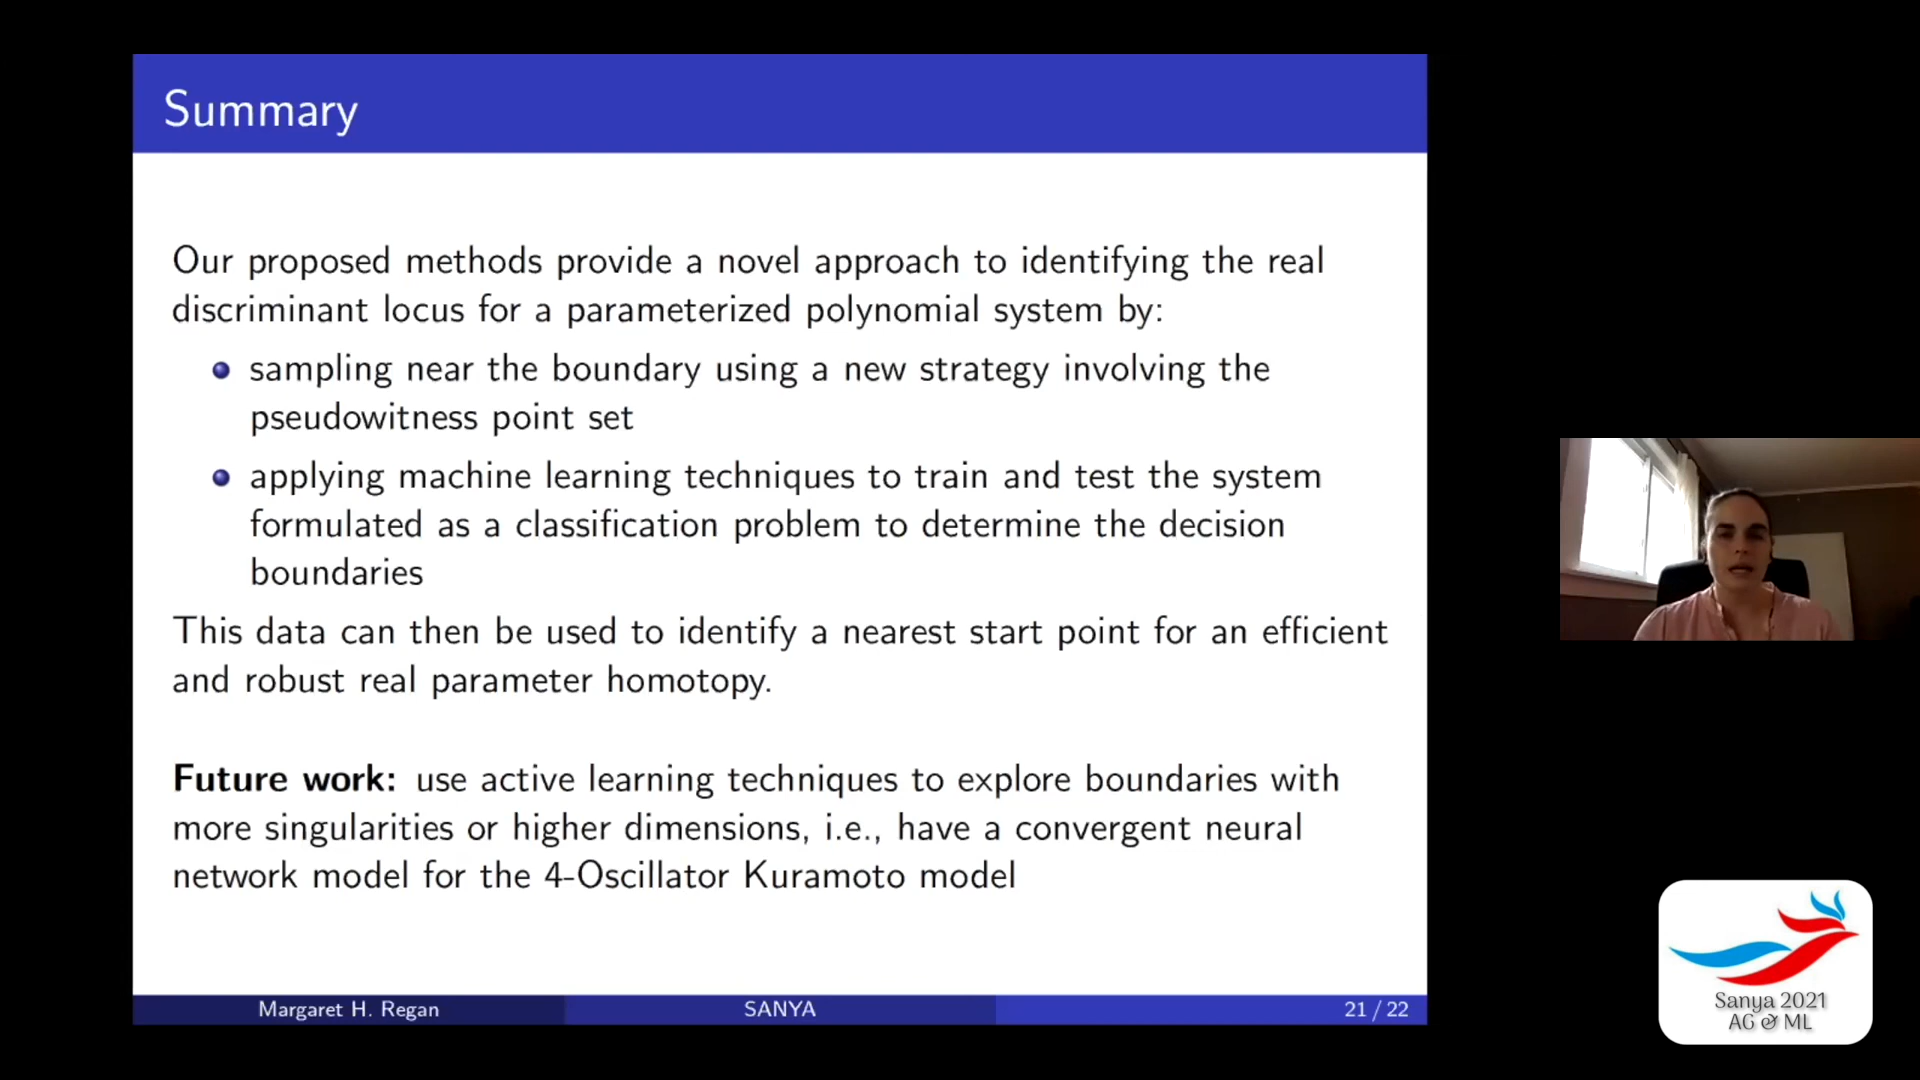 Summary
Our proposed methods provide a novel approach to identifying the real
discriminant locus for a parameterized polynomial system by:
sampling near the boundary using a new strategy involving the
pseudowitness point set
applying machine learning techniques to train and test the system
formulated as a classification problem to determine the decision
boundaries
This data can then be used to identify a nearest start point for an efficient
and robust real parameter homotopy.
Future work: use active learning techniques to explore boundaries with
more singularities or higher dimensions, i.e., have a convergent neural
network model for the 4-Oscillator Kuramoto model
Margaret H. Regan
SANYA
21 / 22
Sanya 2021
AG & ML